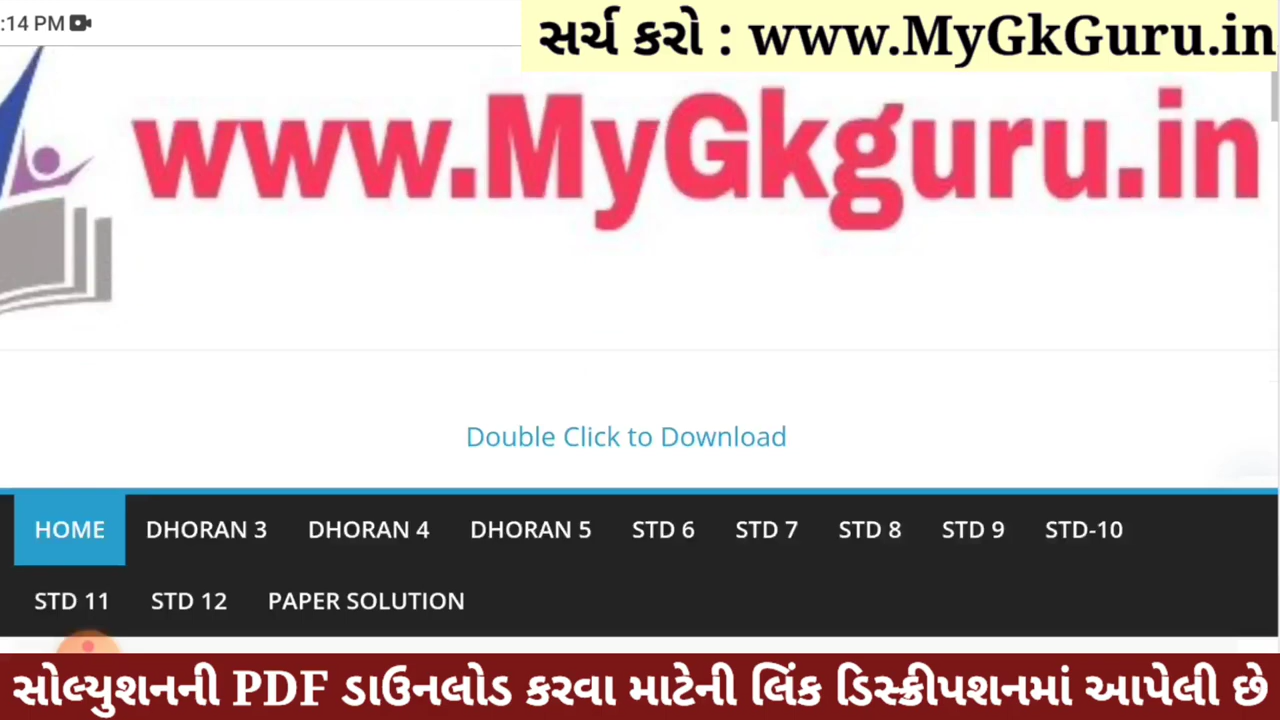 :14 PM
સર્ચ કરો : www.MyGkGuru.in
www.MyGkguru.in
Double Click to Download
HOME DHORAN 3 DHORAN 4 DHORAN 5 STD 6 STD 7 STD 8 STD 9 STD-10
STD 11 STD 12 PAPER SOLUTION
સોલ્યુશનની PDF ડાઉનલોડ કરવા માટેની લિંક ડિસ્ક્રીપશનમાં આપેલી છે